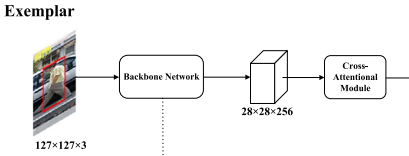 Exemplar
Backbone Network
Cross-
Attentional
Module
28×28×256
127×127×3